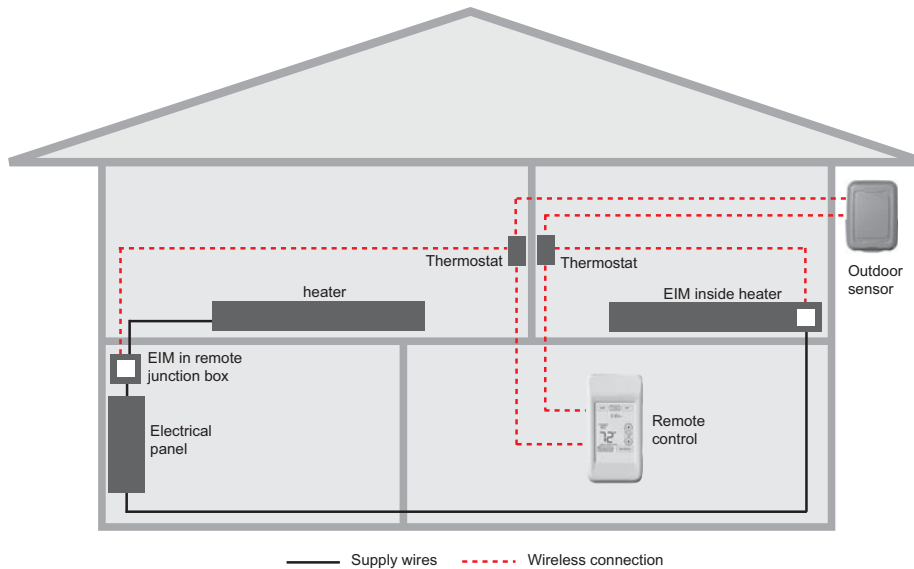 Thermostat
Thermostat
Outdoor
sensor
heater
EIM inside heater
EIM in remote
junction box
72
Remote
control
Electrical
panel
Supply wires
Wireless connection